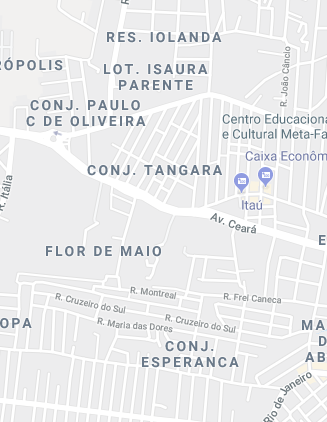 R.
RES. IOLANDA
RÓPOLIS
LOT. ISAURA
PARENTE
R. João Câncio
CONJ. PAULO
C DE OLIVEIRA
Centro Educaciona
e Cultural Meta-Fa
Caixa Econôm
CONJ. TANGARA
R. Itália
Itaú
Av. Ceará
E
FLOR DE MAIO
R. Montreal
R. Frei Caneca
R. Cruzeiro do Sul
R. Cruzeiro do Sul
R. Maria das Dores
OPA
MA
D
AB
CONJ.
ESPERANCA
Rio de Janeiro